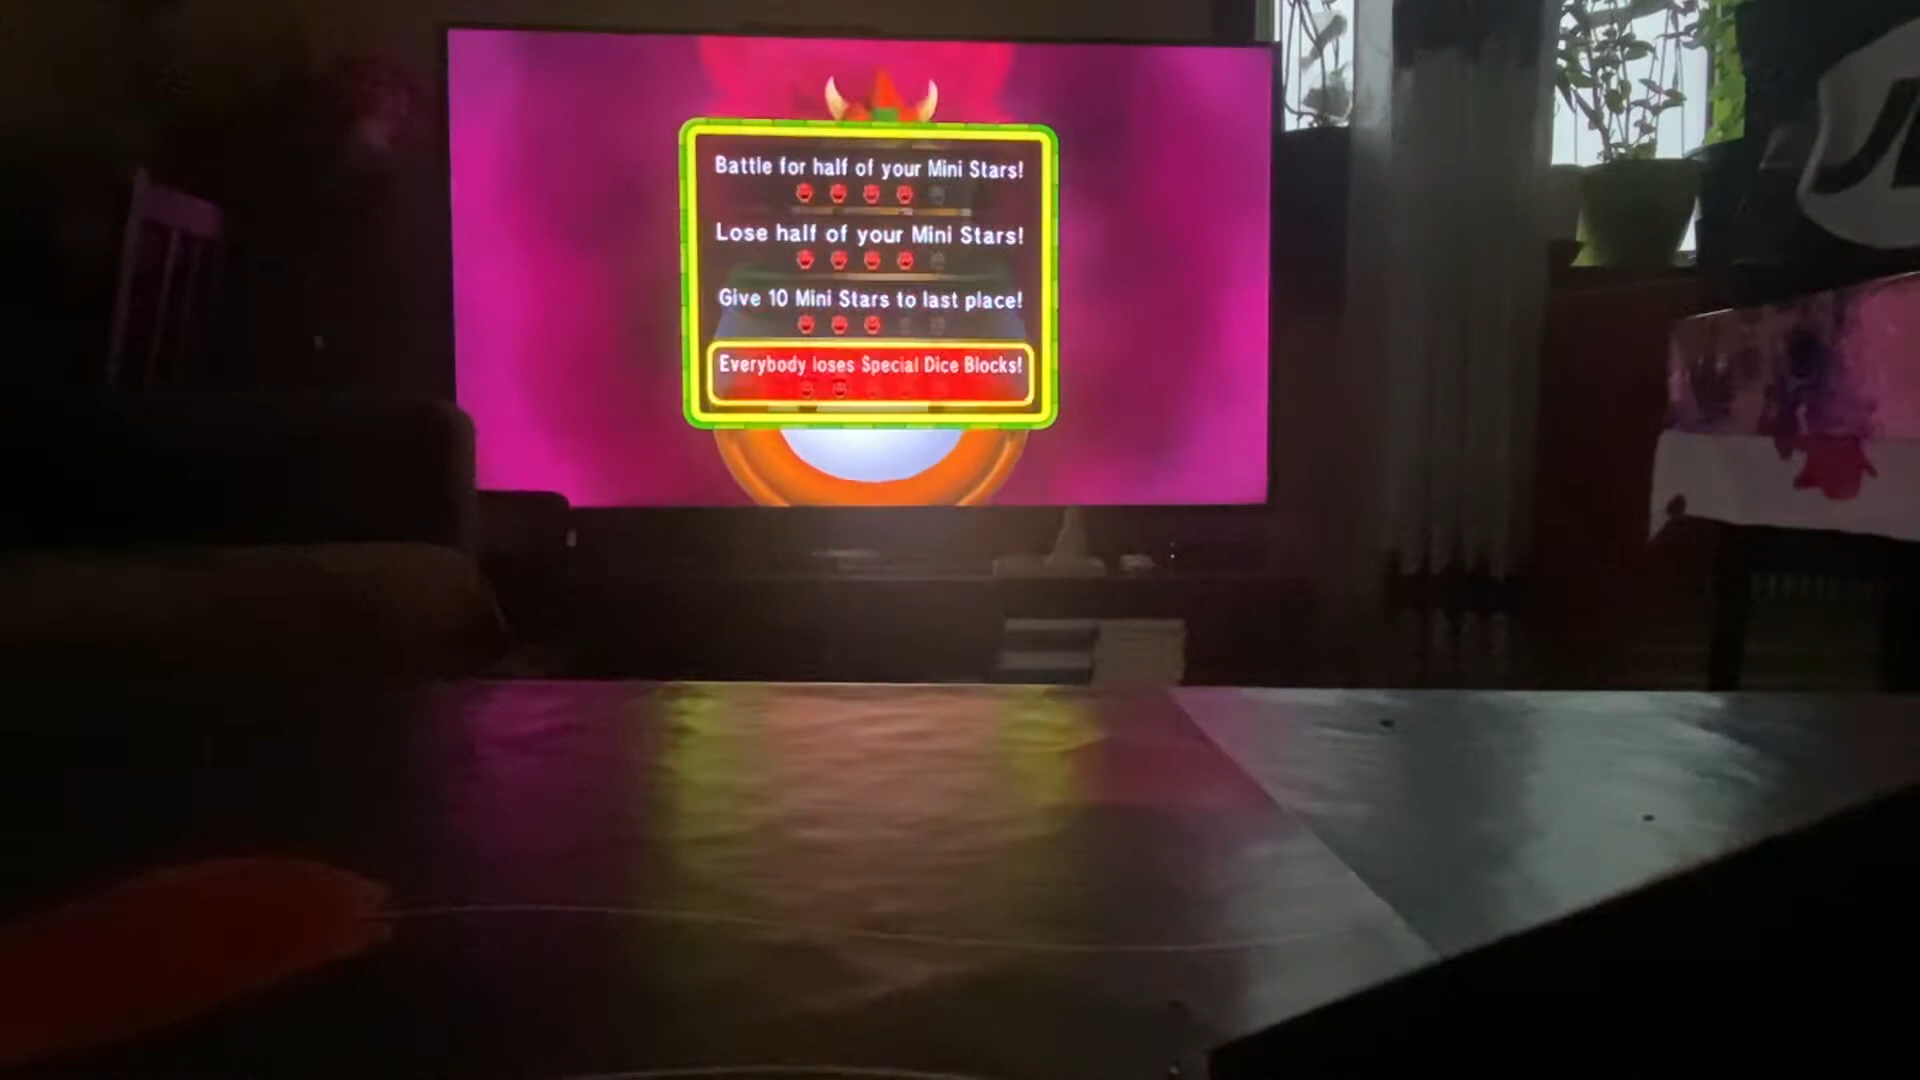 Battle for half of your Mini Stars!
Lose half of your Mini Stars!
Give 10 Mini Stars to last place!
Everybody loses Special Dice Blocks!